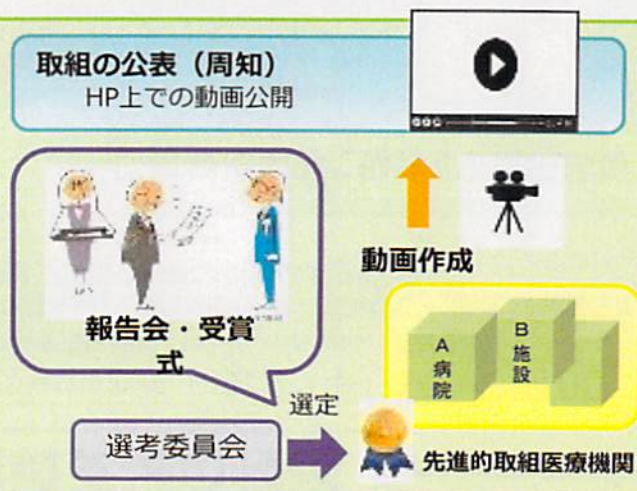 取組の公表（周知）
HP上での動画公開
動画作成
報告会・受賞
式
A
病
院
B
施
設
選定
選考委員会
先進的取組医療機関